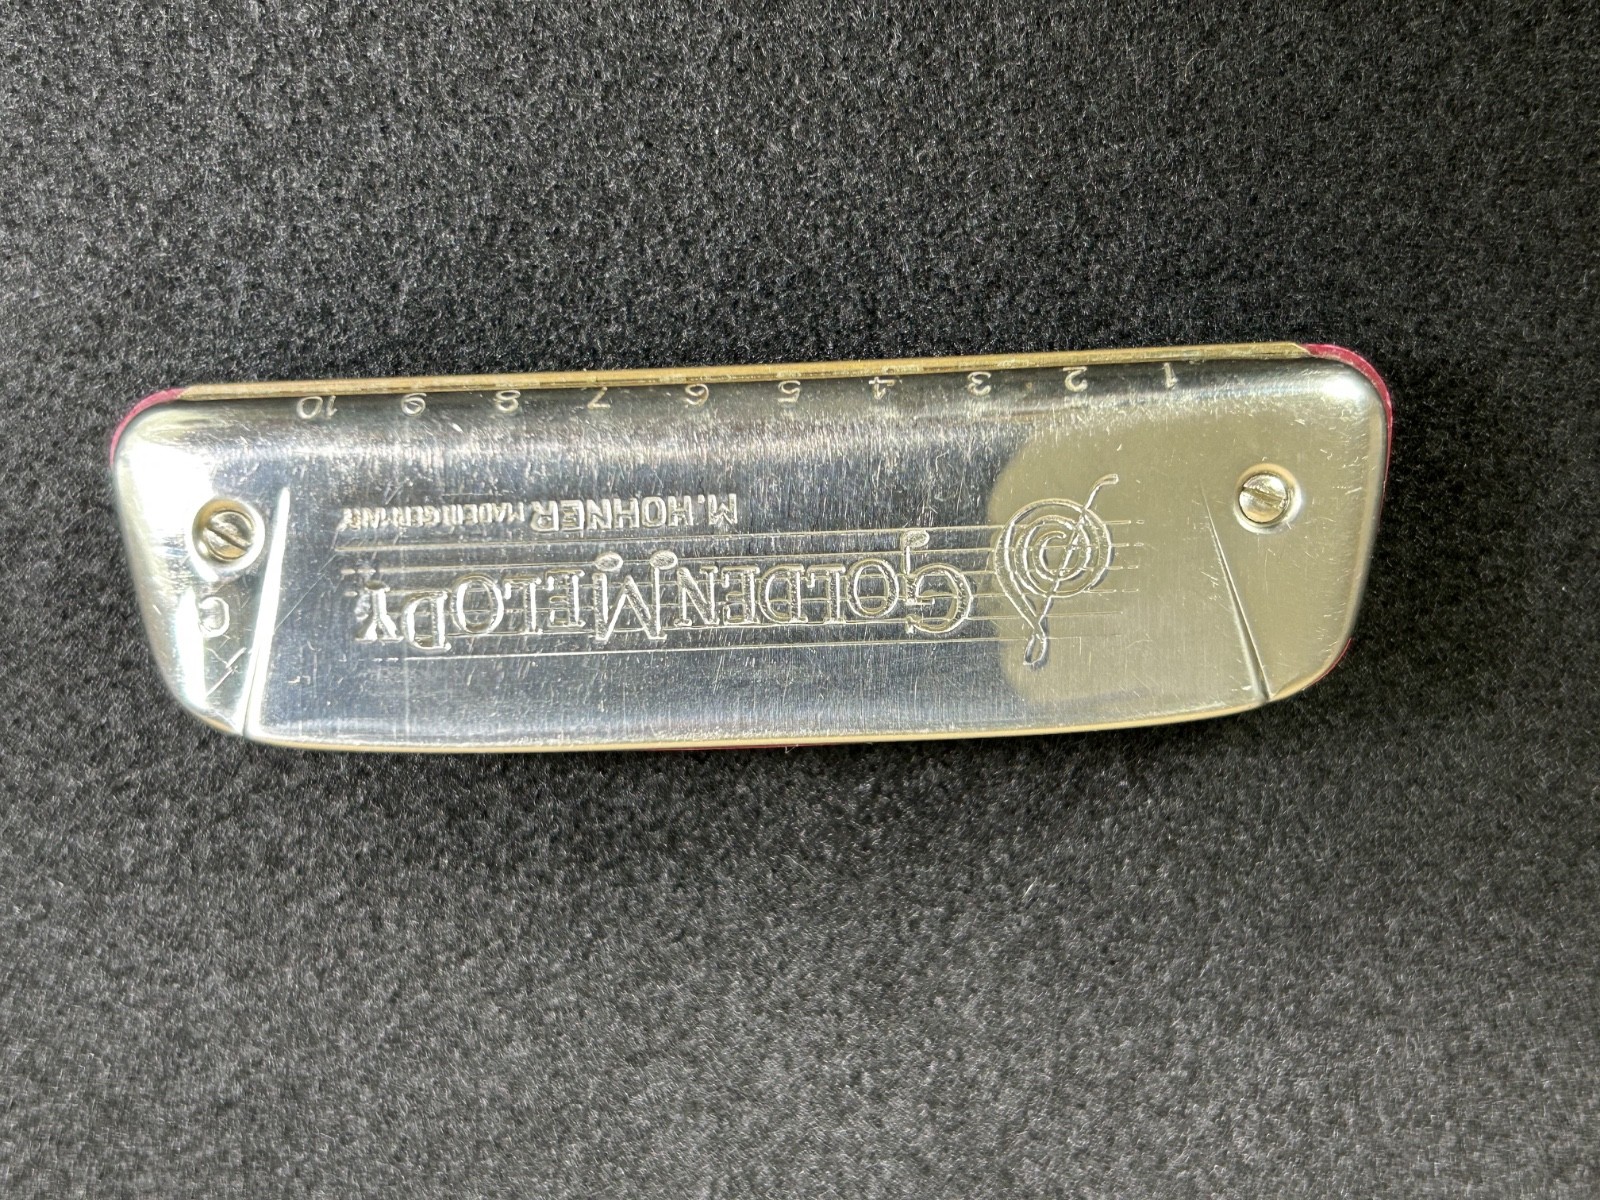 1 2 3 4 5 6 7 8 9 10
M.HOHNER MADE IN GERMANY
GOLDEN MELODY
C